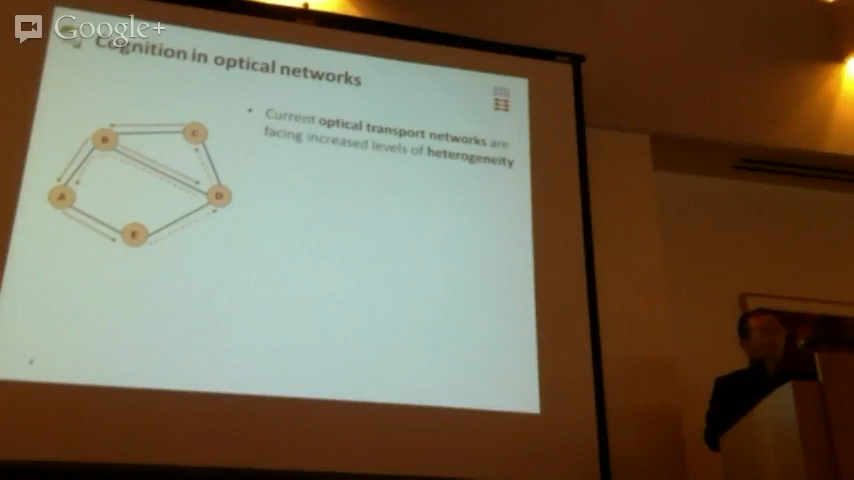 Google+
Cognition in optical networks
• Current optical transport networks are
facing increased levels of heterogeneity
B
C
A
D
E